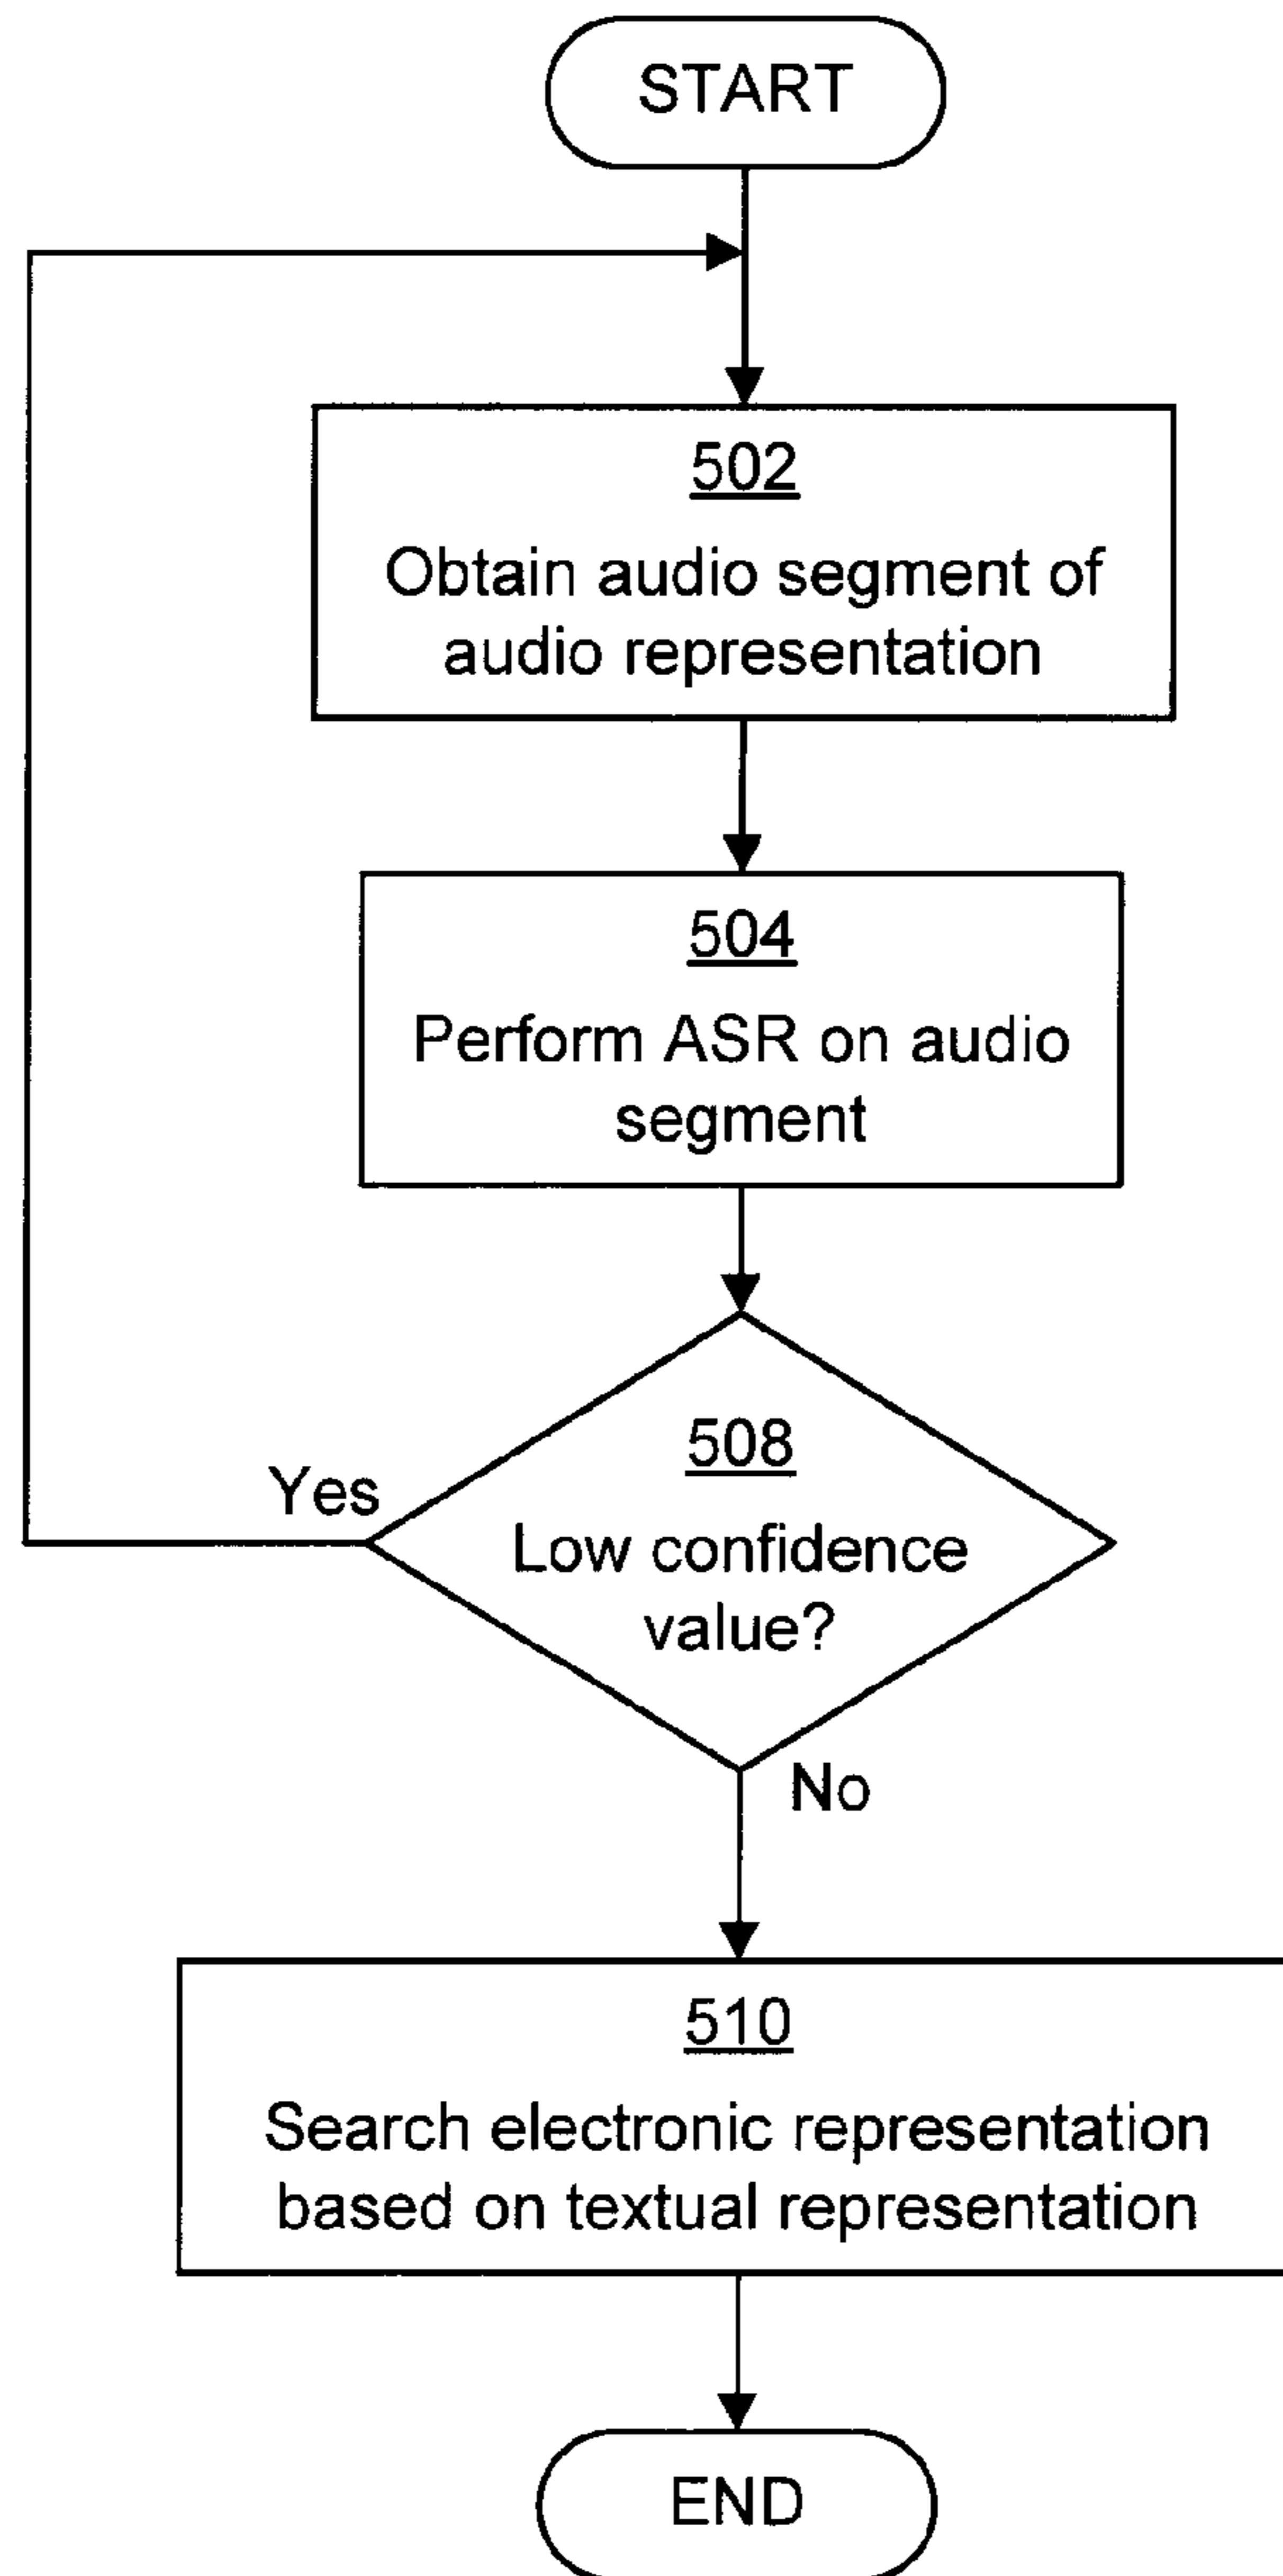 START
502
Obtain audio segment of
audio representation
504
Perform ASR on audio
segment
508
Yes
Low confidence
value?
No
510
Search electronic representation
based on textual representation
END